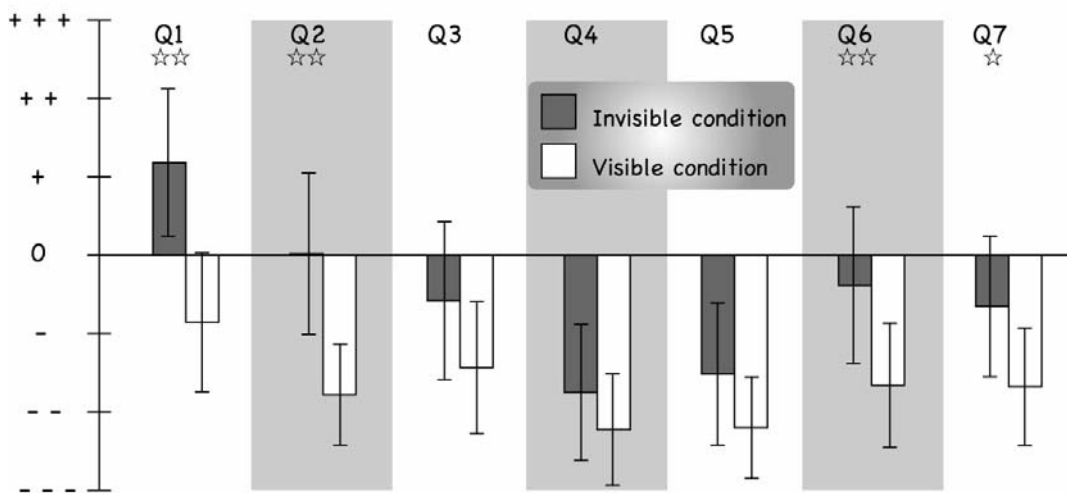 + + +
Q1 Q2 Q3 Q4 Q5 Q6 Q7
☆☆ ☆☆ ☆☆ ☆
+ +
Invisible condition
Visible condition
+
0
-
- -
- - -